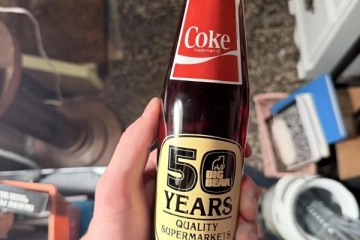 Coke
50
BIG
BEAR
YEARS
QUALITY
SUPERMARKETS